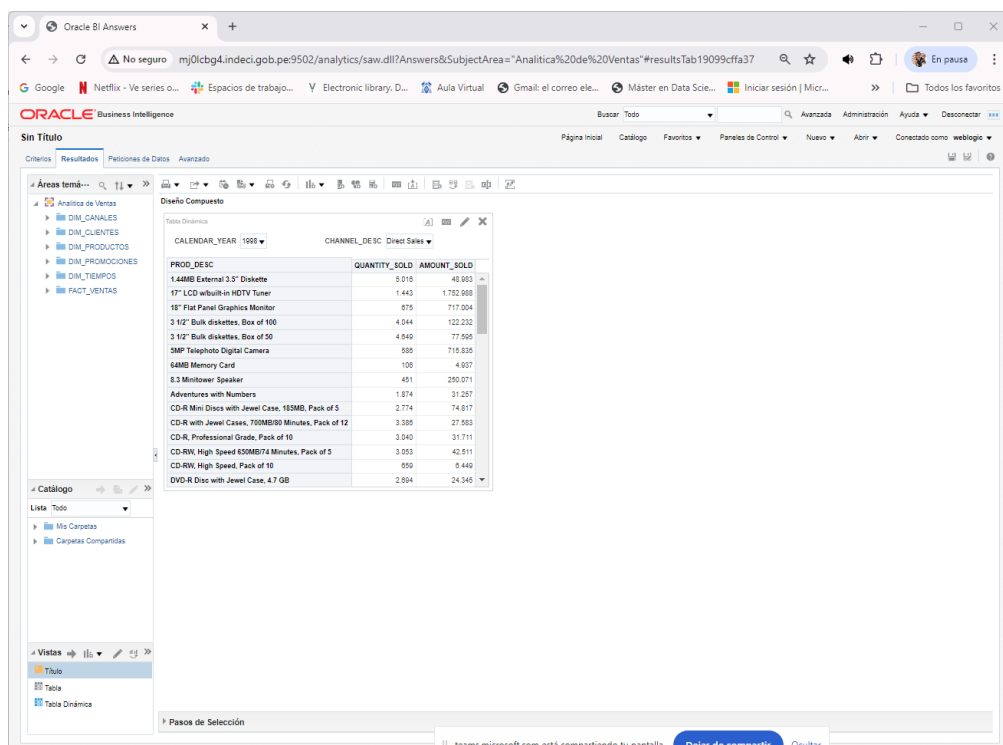 Oracle BI Answers
No seguro mj0lcbg4.indeci.gob.pe:9502/analytics/saw.dll?Answers&SubjectArea="Analitica%20de%20Ventas"#resultsTab19099cffa37 En pausa
Google Netflix - Ve series o... Espacios de trabajo... Electronic library. D... Aula Virtual Gmail: el correo ele... Máster en Data Scie... Iniciar sesión | Micr... Todos los favoritos
ORACLE Business Intelligence Buscar Todo Avanzada Administración Ayuda Desconectar
Sin Título Página Inicial Catálogo Favoritos Paneles de Control Nuevo Abrir Conectado como weblogic
Criterios Resultados Peticiones de Datos Avanzado
Áreas temá...
Analitica de Ventas
DIM_CANALES
DIM_CLIENTES
DIM_PRODUCTOS
DIM_PROMOCIONES
DIM_TIEMPOS
FACT_VENTAS
Diseño Compuesto
Tabla Dinámica
CALENDAR_YEAR 1998 CHANNEL_DESC Direct Sales
PROD_DESC QUANTITY_SOLD AMOUNT_SOLD
1.44MB External 3.5" Diskette 5.016 48.983
17" LCD w/built-in HDTV Tuner 1.443 1.752.988
18" Flat Panel Graphics Monitor 675 717.004
3 1/2" Bulk diskettes, Box of 100 4.044 122.232
3 1/2" Bulk diskettes, Box of 50 4.649 77.595
5MP Telephoto Digital Camera 586 715.835
64MB Memory Card 106 4.937
8.3 Minitower Speaker 451 250.071
Adventures with Numbers 1.874 31.257
CD-R Mini Discs with Jewel Case, 185MB, Pack of 5 2.774 74.817
CD-R with Jewel Cases, 700MB/80 Minutes, Pack of 12 3.386 27.583
CD-R, Professional Grade, Pack of 10 3.040 31.711
CD-RW, High Speed 650MB/74 Minutes, Pack of 5 3.053 42.511
CD-RW, High Speed, Pack of 10 659 6.449
DVD-R Disc with Jewel Case, 4.7 GB 2.694 24.345
Catálogo
Lista Todo
Mis Carpetas
Carpetas Compartidas
Vistas
Título
Tabla
Tabla Dinámica
Pasos de Selección
teams.microsoft.com está compartiendo tu pantalla. Dejar de compartir Ocultar